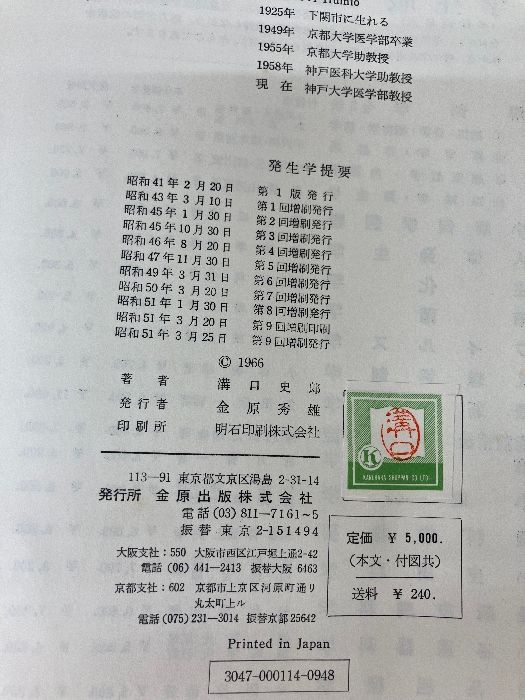 1925年 下関市に生れる
1949年 京都大学医学部卒業
1955年 京都大学助教授
1958年 神戸医科大学助教授
現在 神戸大学医学部教授
発生学提要
昭和41年2月20日 第1版発行
昭和43年3月10日 第1回増刷発行
昭和45年1月30日 第2回増刷発行
昭和45年10月30日 第3回増刷発行
昭和46年8月20日 第4回増刷発行
昭和47年11月30日 第5回増刷発行
昭和49年3月31日 第6回増刷発行
昭和50年3月20日 第7回増刷発行
昭和51年1月30日 第8回増刷発行
昭和51年3月20日 第9回増刷印刷
昭和51年3月25日 第9回増刷発行
© 1966
著者 溝口史郎
発行者 金原秀雄
印刷所 明石印刷株式会社
溝口
K
KANEHARA SHUPPAN CO LTD
113—91 東京都文京区湯島 2-31-14
発行所 金原出版株式会社
電話 (03) 811—7161~5
振替 東京 2-151494
大阪支社: 550 大阪市西区江戸堀上通2-42
電話 (06) 441—2413 振替大阪 6463
京都支社: 602 京都市上京区河原町通り
丸太町上ル
電話 (075) 231—3014 振替京都 25642
定価 ¥ 5,000.
(本文・付図共)
送料 ¥ 240.
Printed in Japan
3047-000114-0948